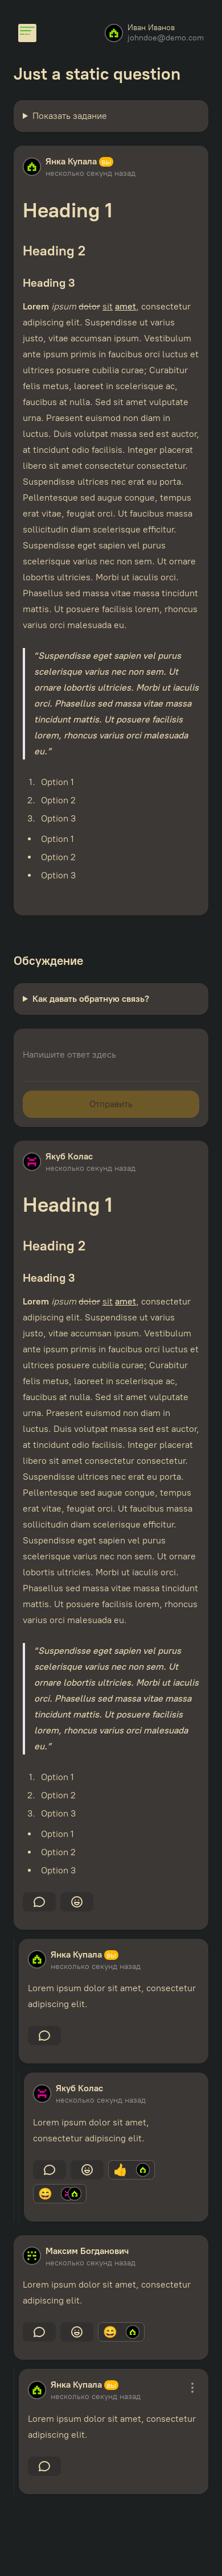 Иван Иванов
johndoe@demo.com
Just a static question
Показать задание
Янка Купала вы
несколько секунд назад
Heading 1
Heading 2
Heading 3
Lorem ipsum dolor sit amet, consectetur
adipiscing elit. Suspendisse ut varius
justo, vitae accumsan ipsum. Vestibulum
ante ipsum primis in faucibus orci luctus et
ultrices posuere cubilia curae; Curabitur
felis metus, laoreet in scelerisque ac,
faucibus at nulla. Sed sit amet vulputate
urna. Praesent euismod non diam in
luctus. Duis volutpat massa sed est auctor,
at tincidunt odio facilisis. Integer placerat
libero sit amet consectetur consectetur.
Suspendisse ultrices nec erat eu porta.
Pellentesque sed augue congue, tempus
erat vitae, feugiat orci. Ut faucibus massa
sollicitudin diam scelerisque efficitur.
Suspendisse eget sapien vel purus
scelerisque varius nec non sem. Ut ornare
lobortis ultricies. Morbi ut iaculis orci.
Phasellus sed massa vitae massa tincidunt
mattis. Ut posuere facilisis lorem, rhoncus
varius orci malesuada eu.
“Suspendisse eget sapien vel purus
scelerisque varius nec non sem. Ut
ornare lobortis ultricies. Morbi ut iaculis
orci. Phasellus sed massa vitae massa
tincidunt mattis. Ut posuere facilisis
lorem, rhoncus varius orci malesuada
eu.”
1. Option 1
2. Option 2
3. Option 3
• Option 1
• Option 2
• Option 3
Обсуждение
Как давать обратную связь?
Напишите ответ здесь
Отправить
Якуб Колас
несколько секунд назад
Heading 1
Heading 2
Heading 3
Lorem ipsum dolor sit amet, consectetur
adipiscing elit. Suspendisse ut varius
justo, vitae accumsan ipsum. Vestibulum
ante ipsum primis in faucibus orci luctus et
ultrices posuere cubilia curae; Curabitur
felis metus, laoreet in scelerisque ac,
faucibus at nulla. Sed sit amet vulputate
urna. Praesent euismod non diam in
luctus. Duis volutpat massa sed est auctor,
at tincidunt odio facilisis. Integer placerat
libero sit amet consectetur consectetur.
Suspendisse ultrices nec erat eu porta.
Pellentesque sed augue congue, tempus
erat vitae, feugiat orci. Ut faucibus massa
sollicitudin diam scelerisque efficitur.
Suspendisse eget sapien vel purus
scelerisque varius nec non sem. Ut ornare
lobortis ultricies. Morbi ut iaculis orci.
Phasellus sed massa vitae massa tincidunt
mattis. Ut posuere facilisis lorem, rhoncus
varius orci malesuada eu.
“Suspendisse eget sapien vel purus
scelerisque varius nec non sem. Ut
ornare lobortis ultricies. Morbi ut iaculis
orci. Phasellus sed massa vitae massa
tincidunt mattis. Ut posuere facilisis
lorem, rhoncus varius orci malesuada
eu.”
1. Option 1
2. Option 2
3. Option 3
• Option 1
• Option 2
• Option 3
Янка Купала вы
несколько секунд назад
Lorem ipsum dolor sit amet, consectetur
adipiscing elit.
Якуб Колас
несколько секунд назад
Lorem ipsum dolor sit amet,
consectetur adipiscing elit.
Максим Богданович
несколько секунд назад
Lorem ipsum dolor sit amet, consectetur
adipiscing elit.
Янка Купала вы
несколько секунд назад
Lorem ipsum dolor sit amet, consectetur
adipiscing elit.